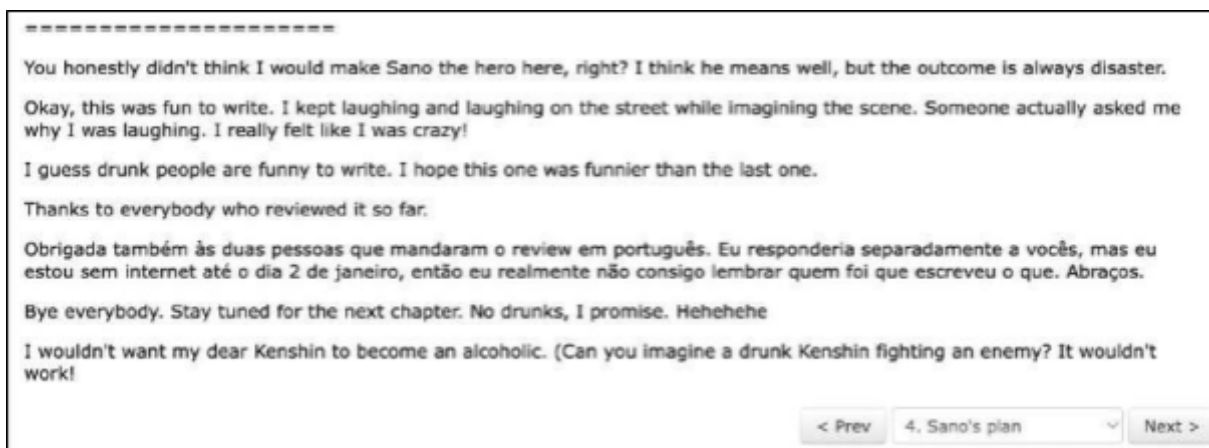 ======================
You honestly didn't think I would make Sano the hero here, right? I think he means well, but the outcome is always disaster.
Okay, this was fun to write. I kept laughing and laughing on the street while imagining the scene. Someone actually asked me
why I was laughing. I really felt like I was crazy!
I guess drunk people are funny to write. I hope this one was funnier than the last one.
Thanks to everybody who reviewed it so far.
Obrigada também às duas pessoas que mandaram o review em português. Eu responderia separadamente a vocês, mas eu
estou sem internet até o dia 2 de janeiro, então eu realmente não consigo lembrar quem foi que escreveu o que. Abraços.
Bye everybody. Stay tuned for the next chapter. No drunks, I promise. Hehehehe
I wouldn't want my dear Kenshin to become an alcoholic. (Can you imagine a drunk Kenshin fighting an enemy? It wouldn't
work!
< Prev 4. Sano's plan Next >